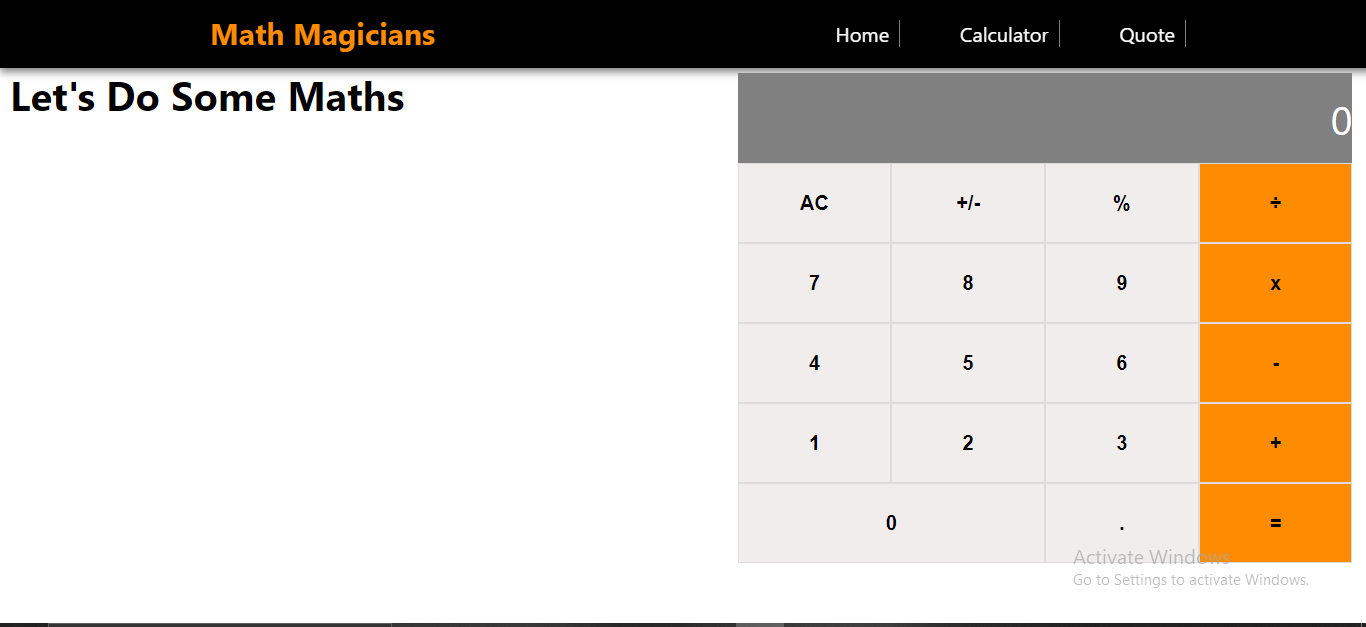 Math Magicians
Home Calculator Quote
Let's Do Some Maths
0
AC +/- % ÷
7 8 9 x
4 5 6 -
1 2 3 +
0 . =
Activate Windows
Go to Settings to activate Windows.